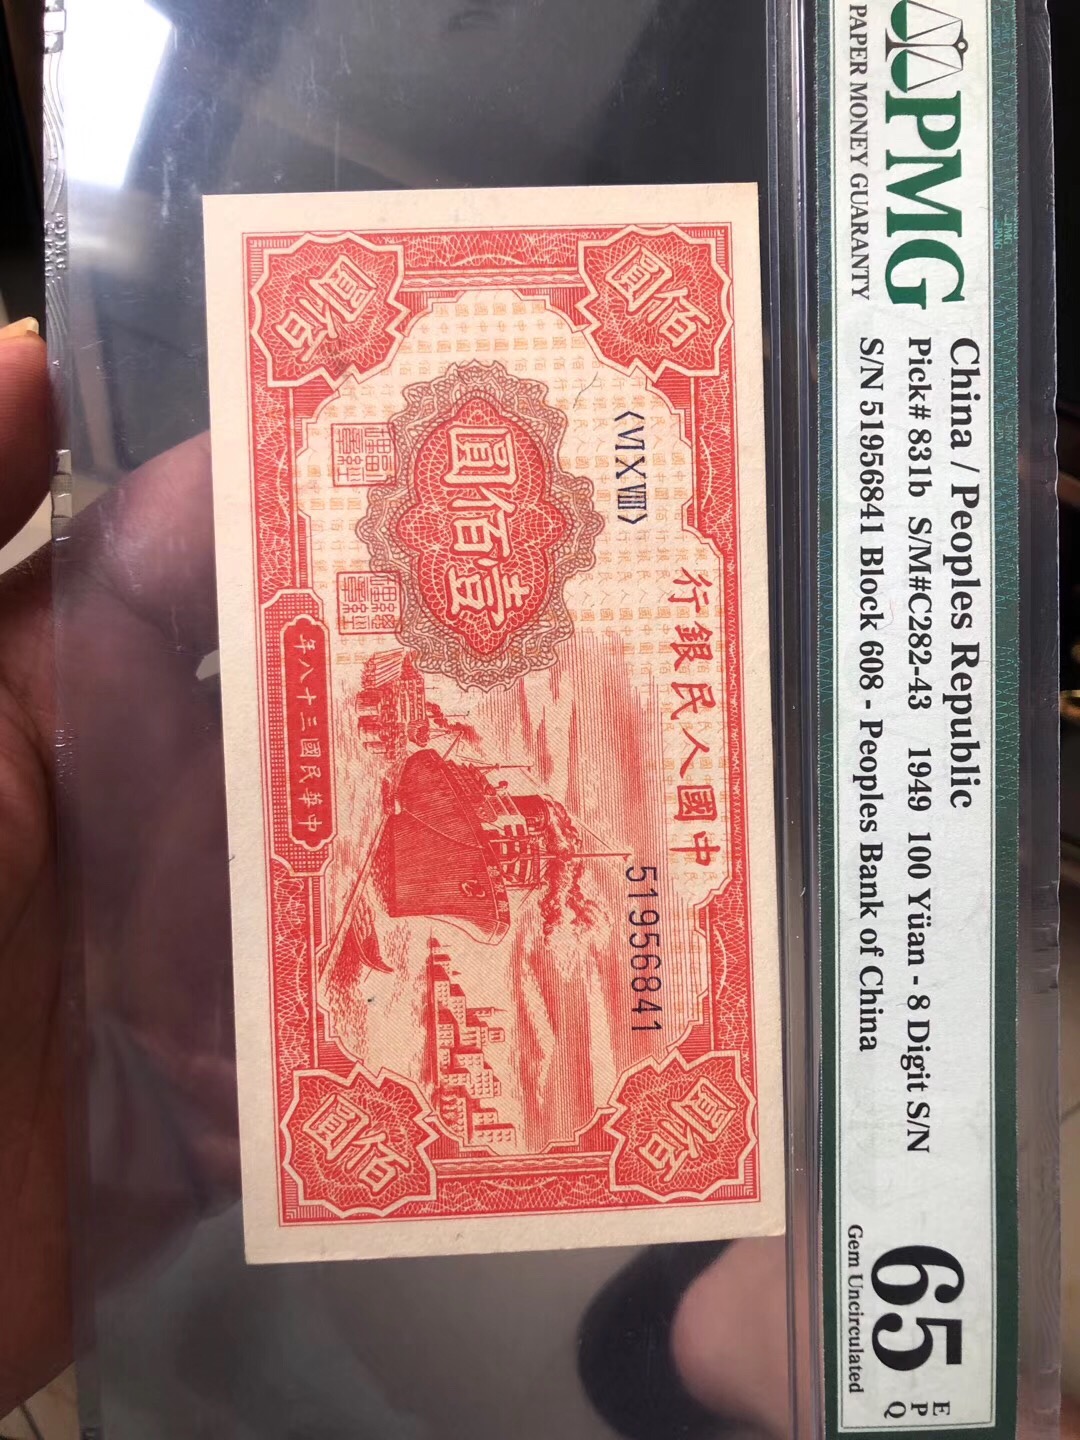 PMG
PAPER MONEY GUARANTY
China / Peoples Republic
Pick# 831b S/M#C282-43 1949 100 Yüan - 8 Digit S/N
S/N 51956841 Block 608 - Peoples Bank of China
65 EPQ
Gem Uncirculated
行銀民人國中
〈ⅥⅩⅧ〉
51956841
圓佰壹
佰圓
圓佰
佰圓
圓佰
年八十三國民華中